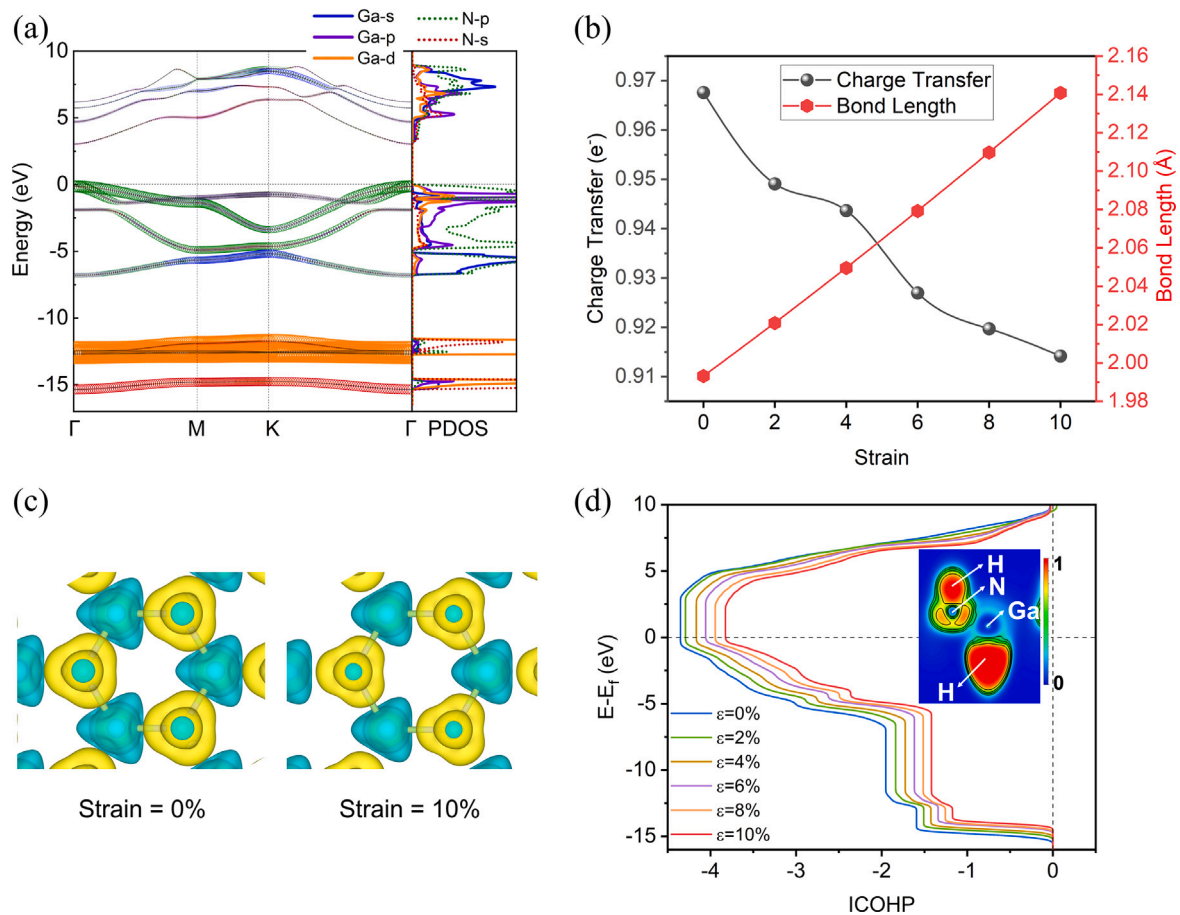 (a)
Ga-s
Ga-p
Ga-d
N-p
N-s
Energy (eV)
10
5
0
-5
-10
-15
Γ M K Γ PDOS
(b)
Charge Transfer
Bond Length
Charge Transfer (e⁻)
0.97
0.96
0.95
0.94
0.93
0.92
0.91
2.16
2.14
2.12
2.10
2.08
2.06
2.04
2.02
2.00
1.98
Bond Length (Å)
0 2 4 6 8 10
Strain
(c)
Strain = 0% Strain = 10%
(d)
E-E_f (eV)
10
5
0
-5
-10
-15
H
N
Ga
H
1
0
ε=0%
ε=2%
ε=4%
ε=6%
ε=8%
ε=10%
-4 -3 -2 -1 0
ICOHP